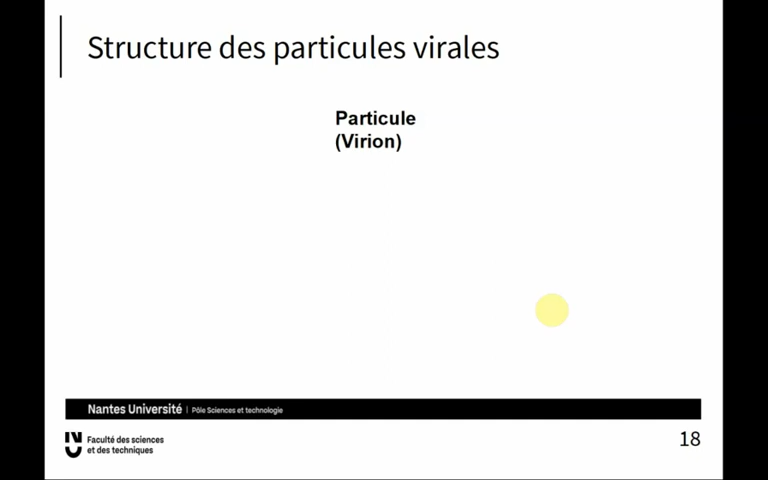 Structure des particules virales
Particule
(Virion)
Nantes Université | Pôle Sciences et technologie
Faculté des sciences
et des techniques
18